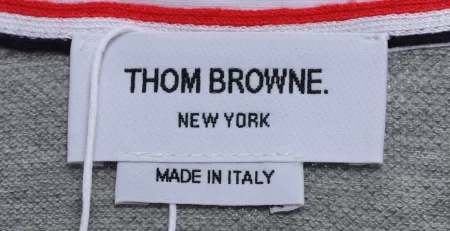 THOM BROWNE.
NEW YORK
MADE IN ITALY